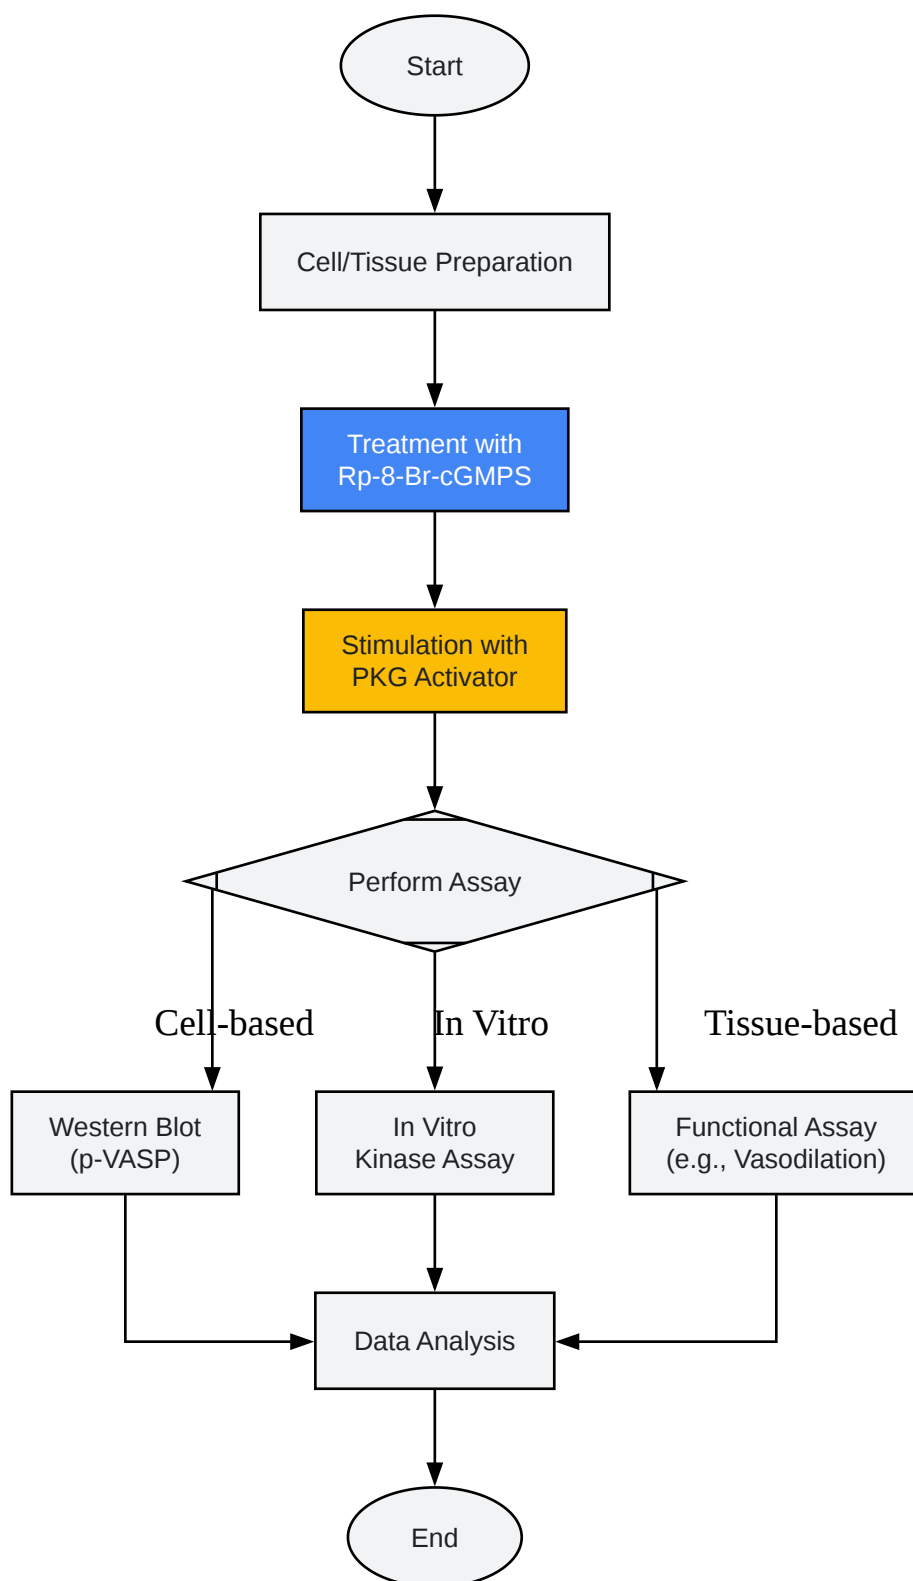 Start
Cell/Tissue Preparation
Treatment with
Rp-8-Br-cGMPS
Stimulation with
PKG Activator
Perform Assay
Cell-based
In Vitro
Tissue-based
Western Blot
(p-VASP)
In Vitro
Kinase Assay
Functional Assay
(e.g., Vasodilation)
Data Analysis
End